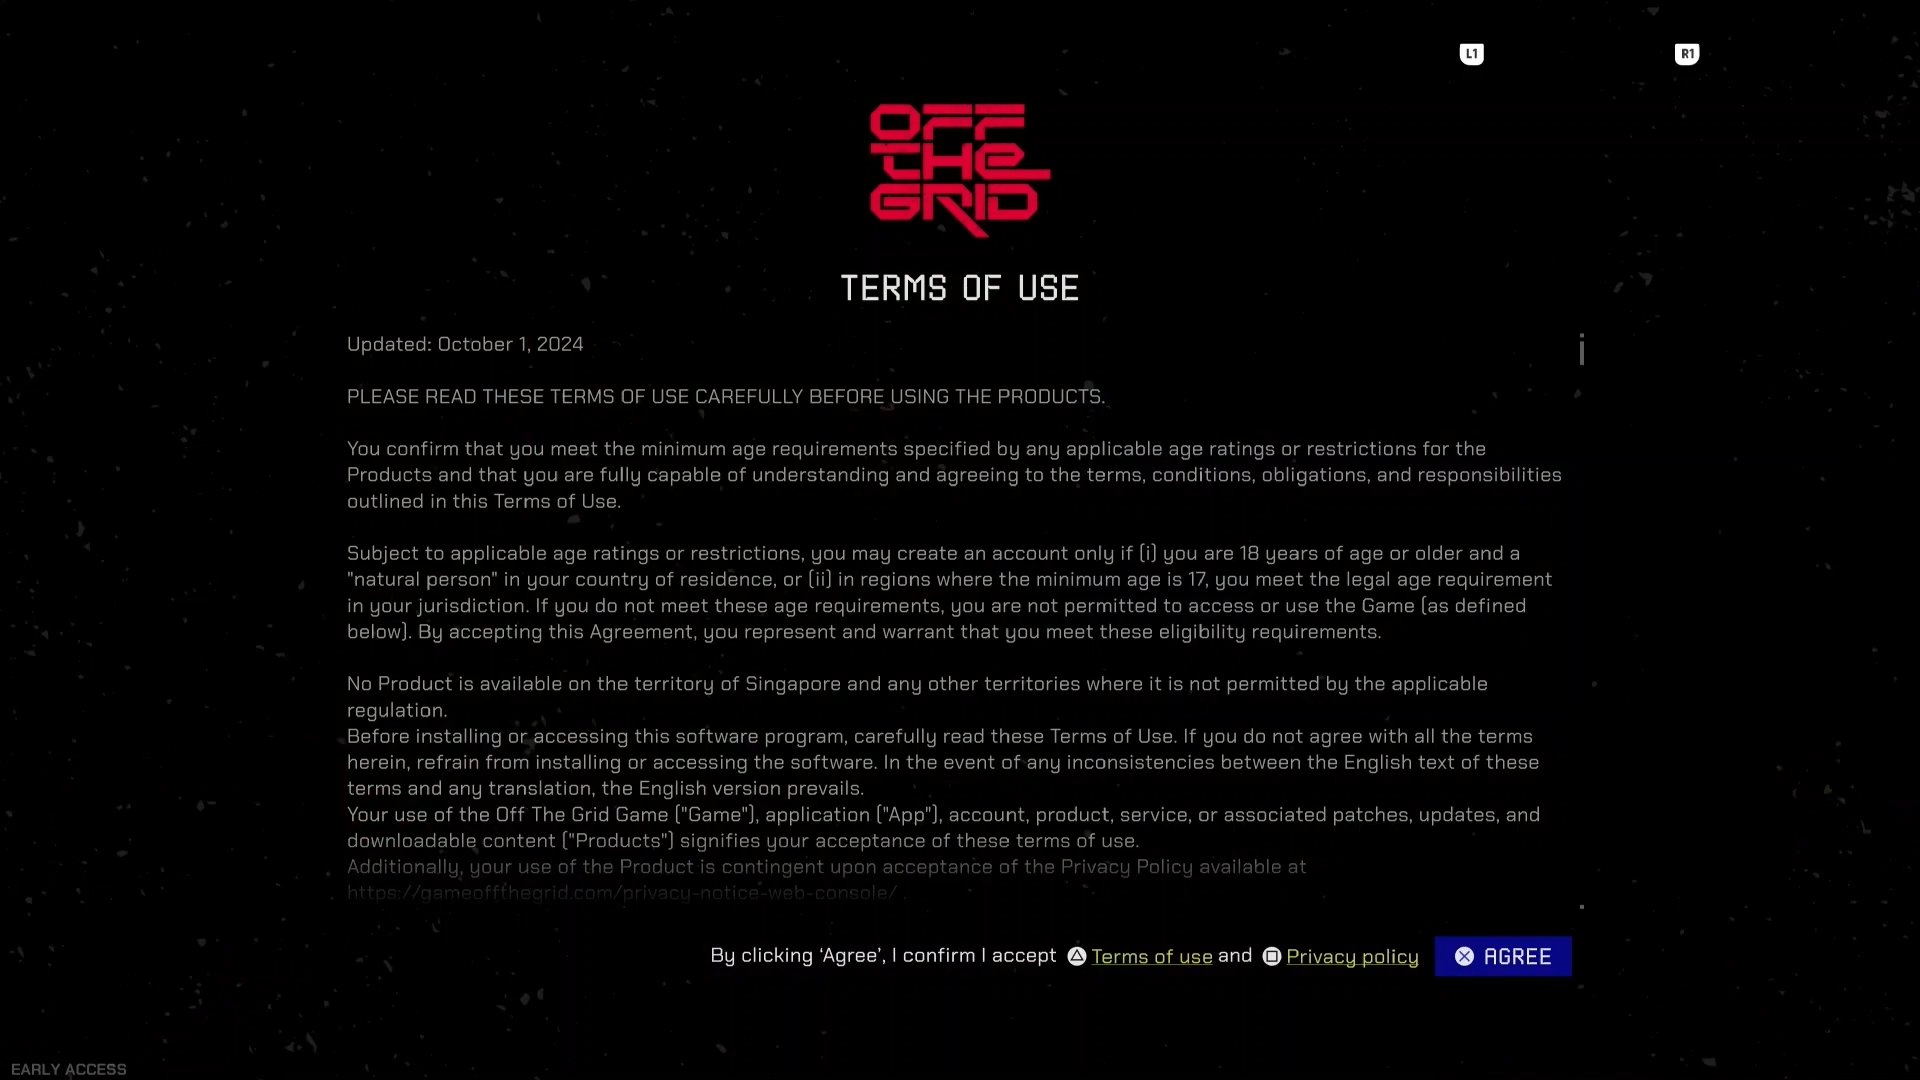 L1
R1
OFF
THE
GRID
TERMS OF USE
Updated: October 1, 2024
PLEASE READ THESE TERMS OF USE CAREFULLY BEFORE USING THE PRODUCTS.
You confirm that you meet the minimum age requirements specified by any applicable age ratings or restrictions for the
Products and that you are fully capable of understanding and agreeing to the terms, conditions, obligations, and responsibilities
outlined in this Terms of Use.
Subject to applicable age ratings or restrictions, you may create an account only if (i) you are 18 years of age or older and a
"natural person" in your country of residence, or (ii) in regions where the minimum age is 17, you meet the legal age requirement
in your jurisdiction. If you do not meet these age requirements, you are not permitted to access or use the Game (as defined
below). By accepting this Agreement, you represent and warrant that you meet these eligibility requirements.
No Product is available on the territory of Singapore and any other territories where it is not permitted by the applicable
regulation.
Before installing or accessing this software program, carefully read these Terms of Use. If you do not agree with all the terms
herein, refrain from installing or accessing the software. In the event of any inconsistencies between the English text of these
terms and any translation, the English version prevails.
Your use of the Off The Grid Game ("Game"), application ("App"), account, product, service, or associated patches, updates, and
downloadable content ("Products") signifies your acceptance of these terms of use.
Additionally, your use of the Product is contingent upon acceptance of the Privacy Policy available at
https://gameoffthegrid.com/privacy-notice-web-console/ .
By clicking ‘Agree’, I confirm I accept Terms of use and Privacy policy AGREE
EARLY ACCESS